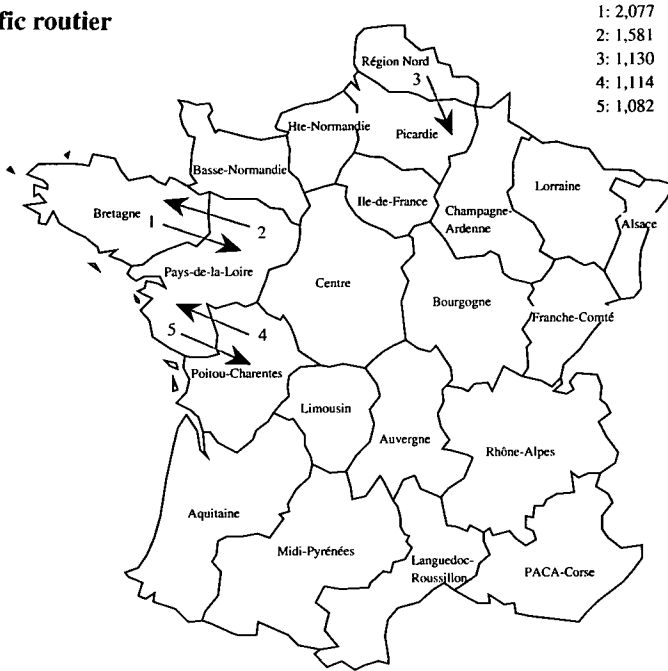 fic routier
1: 2,077
2: 1,581
3: 1,130
4: 1,114
5: 1,082
Région Nord
3
Hte-Normandie
Picardie
Basse-Normandie
Ile-de-France
Lorraine
Bretagne
1
2
Champagne-
Ardenne
Alsace
Pays-de-la-Loire
Centre
Bourgogne
Franche-Comté
5
4
Poitou-Charentes
Limousin
Auvergne
Rhône-Alpes
Aquitaine
Midi-Pyrénées
Languedoc-
Roussillon
PACA-Corse